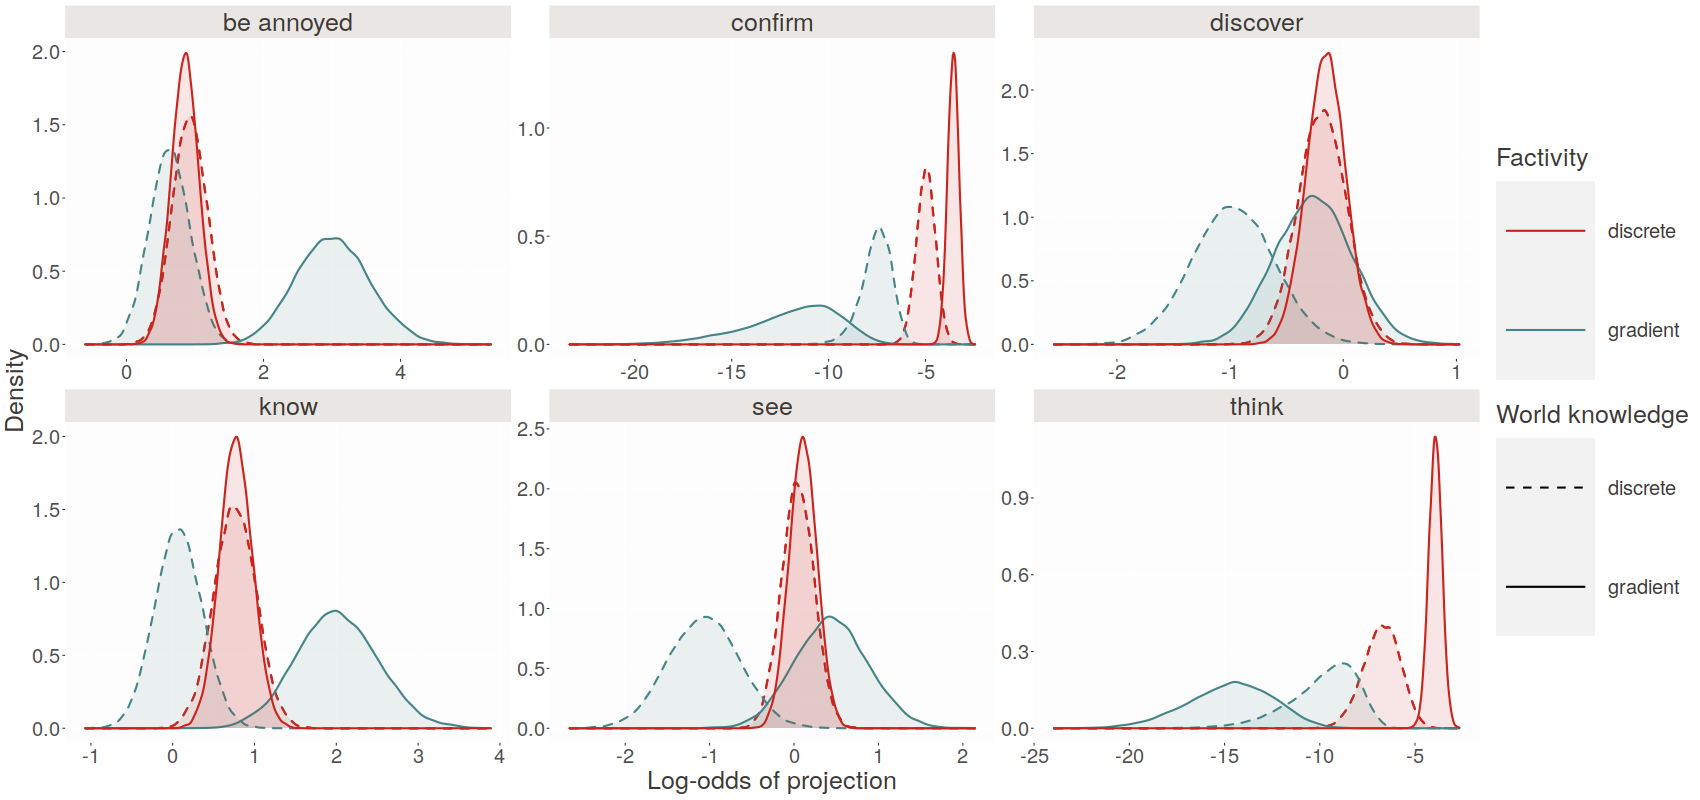 be annoyed confirm discover
2.0
1.5
1.0
0.5
0.0
1.0
0.5
0.0
2.0
1.5
1.0
0.5
0.0
0 2 4
-20 -15 -10 -5
-2 -1 0 1
know see think
2.0
1.5
1.0
0.5
0.0
2.5
2.0
1.5
1.0
0.5
0.0
0.9
0.6
0.3
0.0
-1 0 1 2 3 4
-2 -1 0 1 2
-25 -20 -15 -10 -5
Density
Log-odds of projection
Factivity
discrete
gradient
World knowledge
discrete
gradient